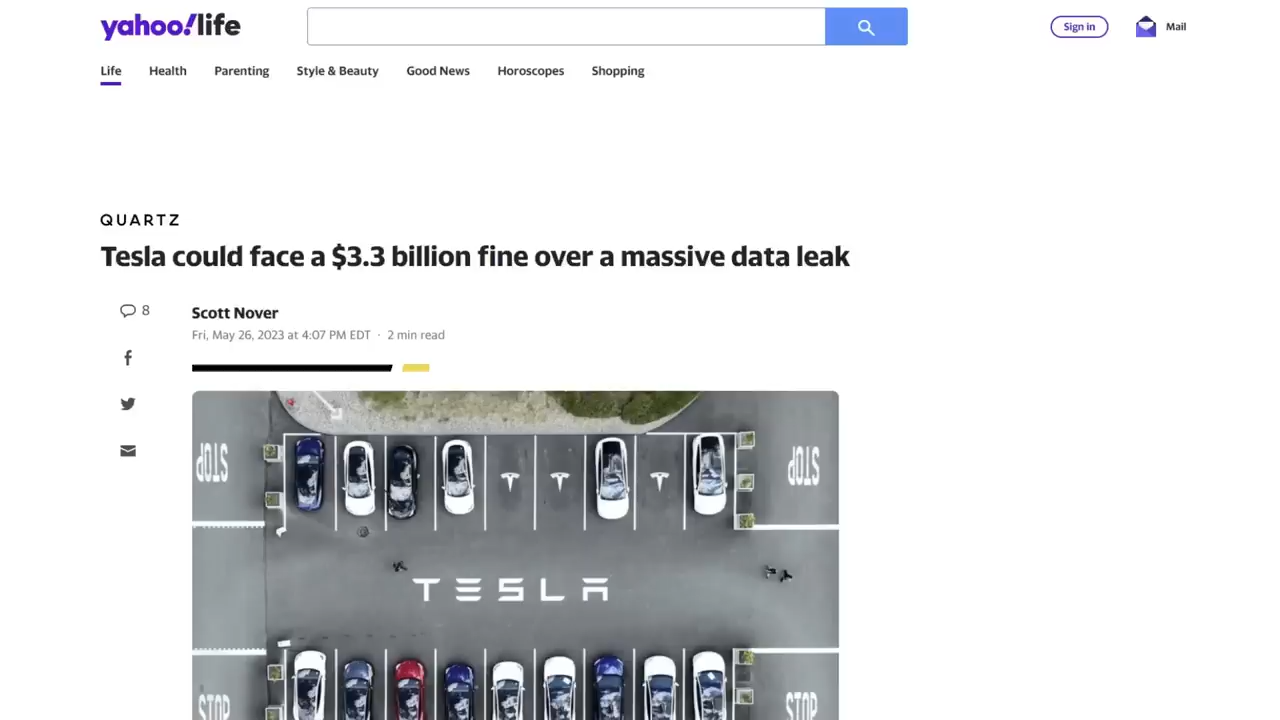 yahoo!life
Sign in
Mail
Life Health Parenting Style & Beauty Good News Horoscopes Shopping
QUARTZ
Tesla could face a $3.3 billion fine over a massive data leak
8
Scott Nover
Fri, May 26, 2023 at 4:07 PM EDT · 2 min read
STOP
STOP
TESLA
STOP
STOP